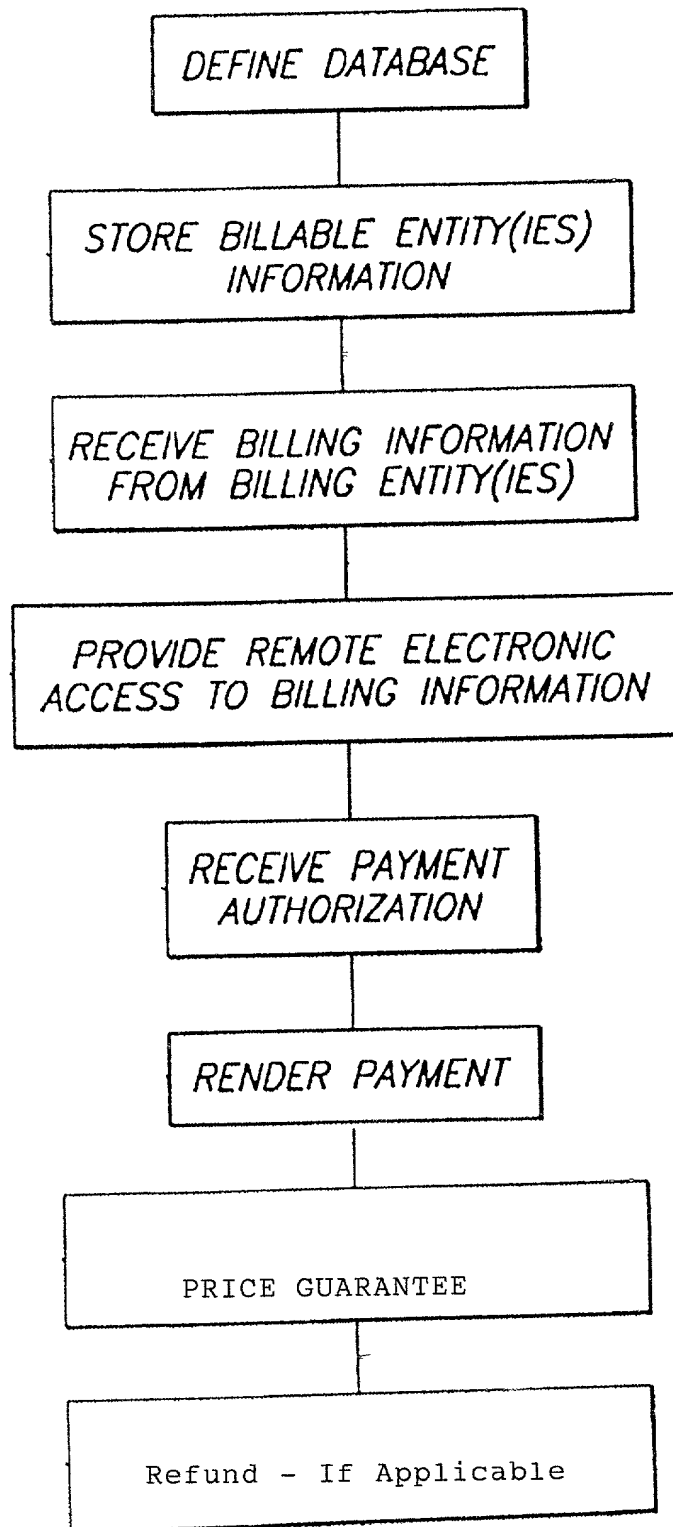 DEFINE DATABASE
STORE BILLABLE ENTITY(IES)
INFORMATION
RECEIVE BILLING INFORMATION
FROM BILLING ENTITY(IES)
PROVIDE REMOTE ELECTRONIC
ACCESS TO BILLING INFORMATION
RECEIVE PAYMENT
AUTHORIZATION
RENDER PAYMENT
PRICE GUARANTEE
Refund - If Applicable